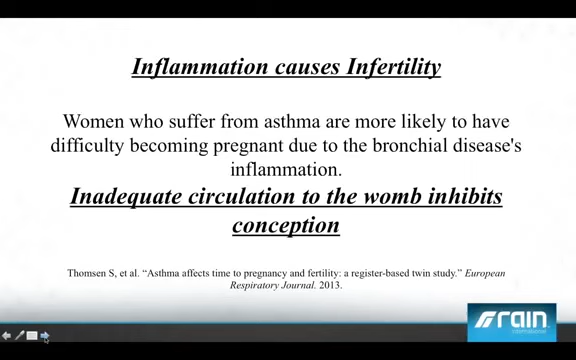 Inflammation causes Infertility
Women who suffer from asthma are more likely to have
difficulty becoming pregnant due to the bronchial disease's
inflammation.
Inadequate circulation to the womb inhibits
conception
Thomsen S, et al. “Asthma affects time to pregnancy and fertility: a register-based twin study.” European
Respiratory Journal. 2013.
rain
international